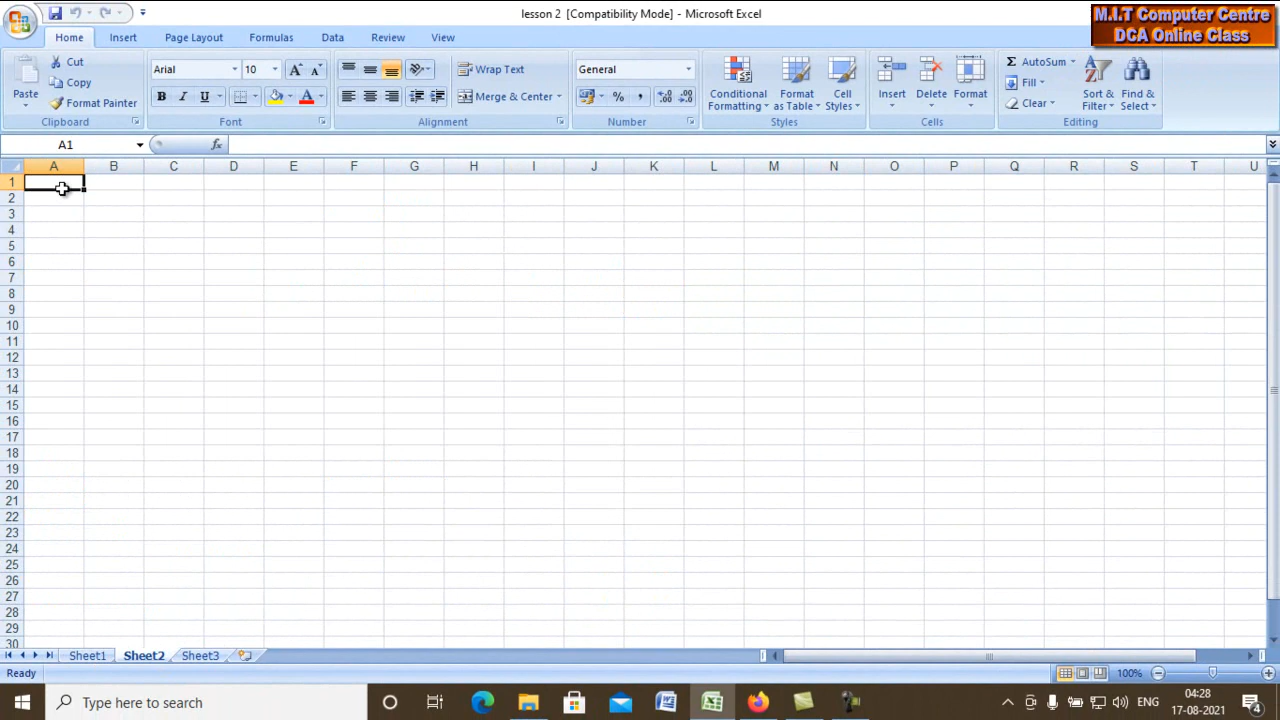 lesson 2 [Compatibility Mode] - Microsoft Excel
M.I.T Computer Centre
DCA Online Class
Home Insert Page Layout Formulas Data Review View
Paste
Cut
Copy
Format Painter
Clipboard
Arial 10
B I U A
Font
Wrap Text
Merge & Center
Alignment
General
% ,
Number
Conditional Formatting
Format as Table
Cell Styles
Styles
Insert
Delete
Format
Cells
Σ AutoSum
Fill
Clear
Sort & Filter
Find & Select
Editing
A1 fx
A B C D E F G H I J K L M N O P Q R S T U
1
2
3
4
5
6
7
8
9
10
11
12
13
14
15
16
17
18
19
20
21
22
23
24
25
26
27
28
29
30
Sheet1 Sheet2 Sheet3
Ready 100%
Type here to search
ENG
04:28
17-08-2021
4